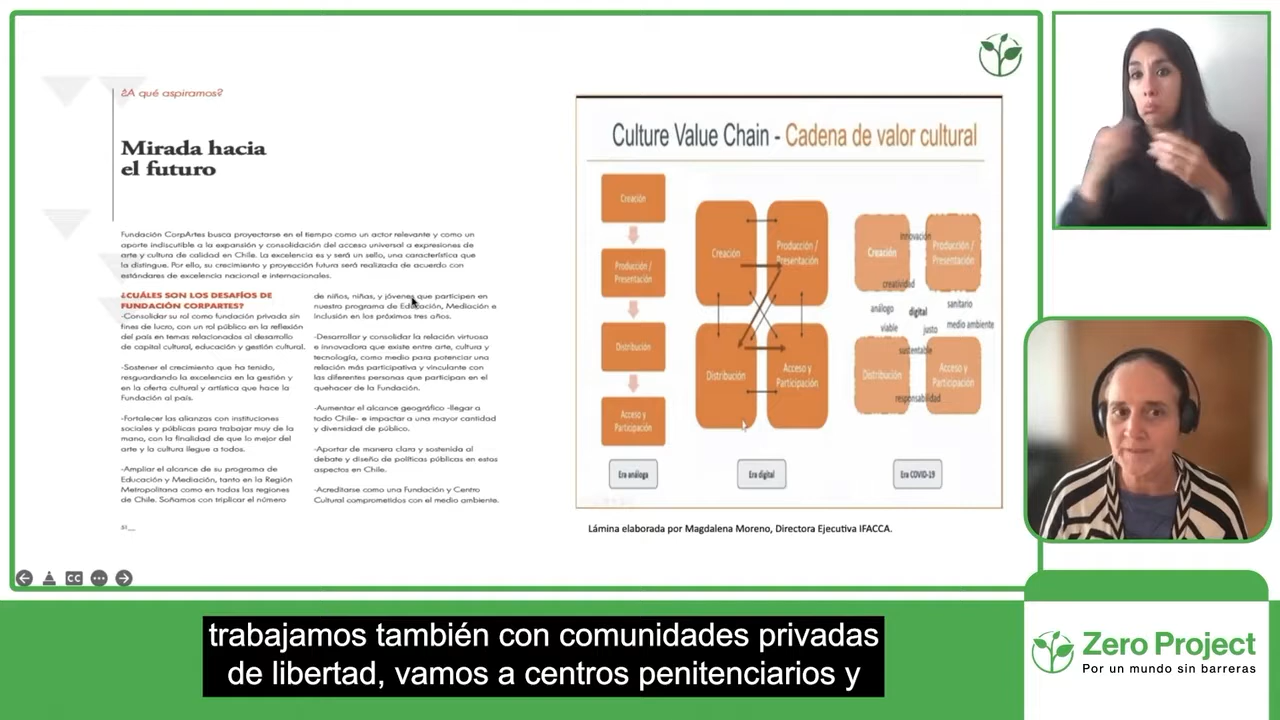 ¿A qué aspiramos?
Mirada hacia
el futuro
Fundación CorpArtes busca proyectarse en el tiempo como un actor relevante y como un
aporte indiscutible a la expansión y consolidación del acceso universal a expresiones de
arte y cultura de calidad en Chile. La excelencia es y será un sello, una característica que
la distingue. Por ello, su crecimiento y proyección futura será realizada de acuerdo con
estándares de excelencia nacional e internacionales.
¿CUÁLES SON LOS DESAFÍOS DE
FUNDACIÓN CORPARTES?
-Consolidar su rol como fundación privada sin
fines de lucro, con un rol público en la reflexión
del país en temas relacionados al desarrollo
de capital cultural, educación y gestión cultural.
-Sostener el crecimiento que ha tenido,
resguardando la excelencia en la gestión y
en la oferta cultural y artística que hace la
Fundación al país.
-Fortalecer las alianzas con instituciones
sociales y públicas para trabajar muy de la
mano, con la finalidad de que lo mejor del
arte y la cultura llegue a todos.
-Ampliar el alcance de su programa de
Educación y Mediación, tanto en la Región
Metropolitana como en todas las regiones
de Chile. Soñamos con triplicar el número
de niños, niñas, y jóvenes que participen en
nuestro programa de Educación, Mediación e
Inclusión en los próximos tres años.
-Desarrollar y consolidar la relación virtuosa
e innovadora que existe entre arte, cultura y
tecnología, como medio para potenciar una
relación más participativa y vinculante con
las diferentes personas que participan en el
quehacer de la Fundación.
-Aumentar el alcance geográfico -llegar a
todo Chile- e impactar a una mayor cantidad
y diversidad de público.
-Aportar de manera clara y sostenida al
debate y diseño de políticas públicas en estos
aspectos en Chile.
-Acreditarse como una Fundación y Centro
Cultural comprometidos con el medio ambiente.
Culture Value Chain - Cadena de valor cultural
Creación
Producción /
Presentación
Distribución
Acceso y
Participación
Era análoga
Creación
Producción /
Presentación
Distribución
Acceso y
Participación
Era digital
Creación
innovación
Producción /
Presentación
creatividad
análogo
digital
sanitario
viable
justo
medio ambiente
sustentable
Distribución
Acceso y
Participación
responsabilidad
Era COVID-19
Lámina elaborada por Magdalena Moreno, Directora Ejecutiva IFACCA.
CC
trabajamos también con comunidades privadas
de libertad, vamos a centros penitenciarios y
Zero Project
Por un mundo sin barreras